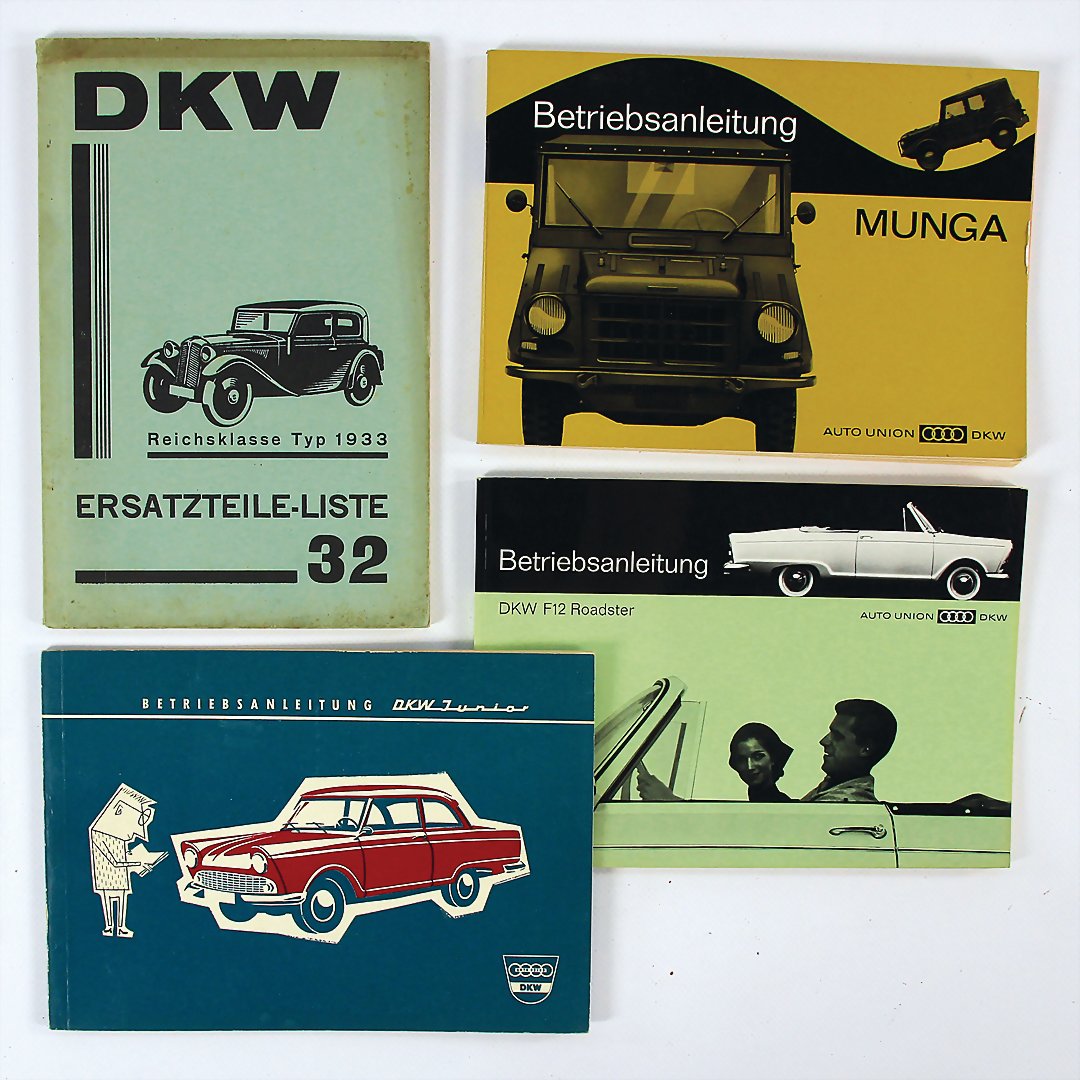 DKW
Reichsklasse Typ 1933
ERSATZTEILE-LISTE
32
Betriebsanleitung
MUNGA
AUTO UNION DKW
Betriebsanleitung
DKW F12 Roadster
AUTO UNION DKW
BETRIEBSANLEITUNG DKW Junior
DKW